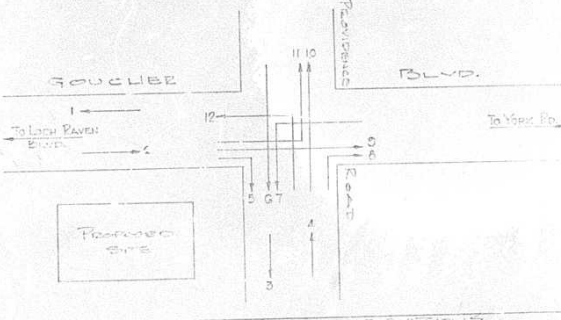 PROVIDENCE
11 10
GOUCHER
BLVD.
1
12
TO LOCH RAVEN
BLVD.
TO YORK RD.
2
9
8
5 6 7
ROAD
4
PROPOSED
SITE
3